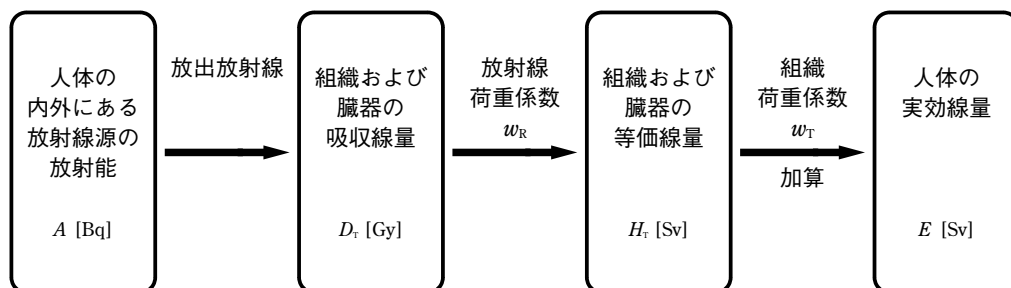 人体の
内外にある
放射線源の
放射能
A [Bq]
放出放射線
組織および
臓器の
吸収線量
D_T [Gy]
放射線
荷重係数
w_R
組織および
臓器の
等価線量
H_T [Sv]
組織
荷重係数
w_T
加算
人体の
実効線量
E [Sv]